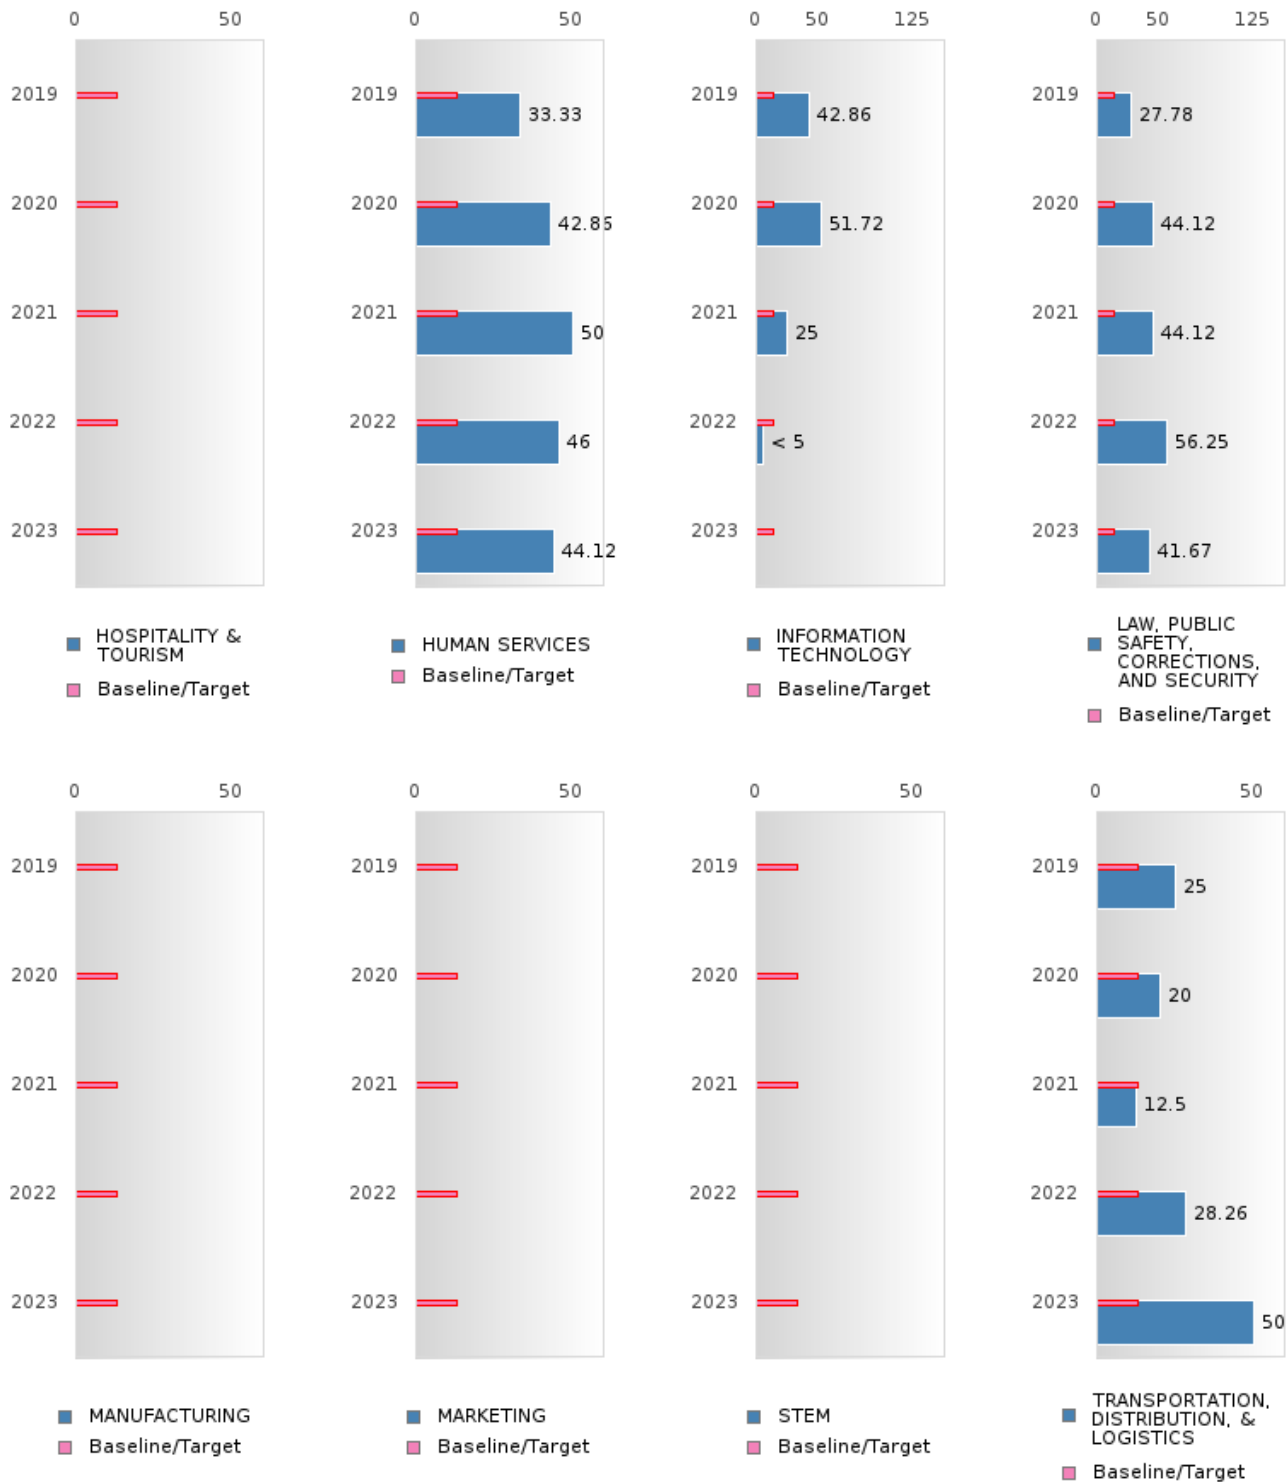 0 50
2019
2020
2021
2022
2023
HOSPITALITY &
TOURISM
Baseline/Target
0 50
2019 33.33
2020 42.86
2021 50
2022 46
2023 44.12
HUMAN SERVICES
Baseline/Target
0 50 125
2019 42.86
2020 51.72
2021 25
2022 < 5
2023
INFORMATION
TECHNOLOGY
Baseline/Target
0 50 125
2019 27.78
2020 44.12
2021 44.12
2022 56.25
2023 41.67
LAW, PUBLIC
SAFETY,
CORRECTIONS,
AND SECURITY
Baseline/Target
0 50
2019
2020
2021
2022
2023
MANUFACTURING
Baseline/Target
0 50
2019
2020
2021
2022
2023
MARKETING
Baseline/Target
0 50
2019
2020
2021
2022
2023
STEM
Baseline/Target
0 50
2019 25
2020 20
2021 12.5
2022 28.26
2023 50
TRANSPORTATION,
DISTRIBUTION, &
LOGISTICS
Baseline/Target